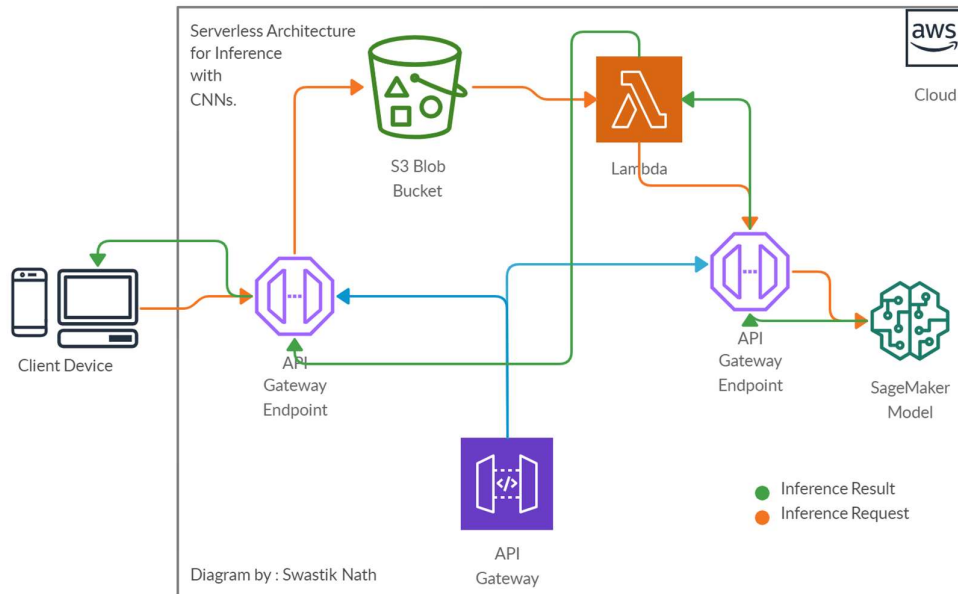 Serverless Architecture
for Inference
with
CNNs.
aws
Cloud
S3 Blob
Bucket
Lambda
Client Device
API
Gateway
Endpoint
API
Gateway
Endpoint
SageMaker
Model
</>
API
Gateway
Inference Result
Inference Request
Diagram by : Swastik Nath